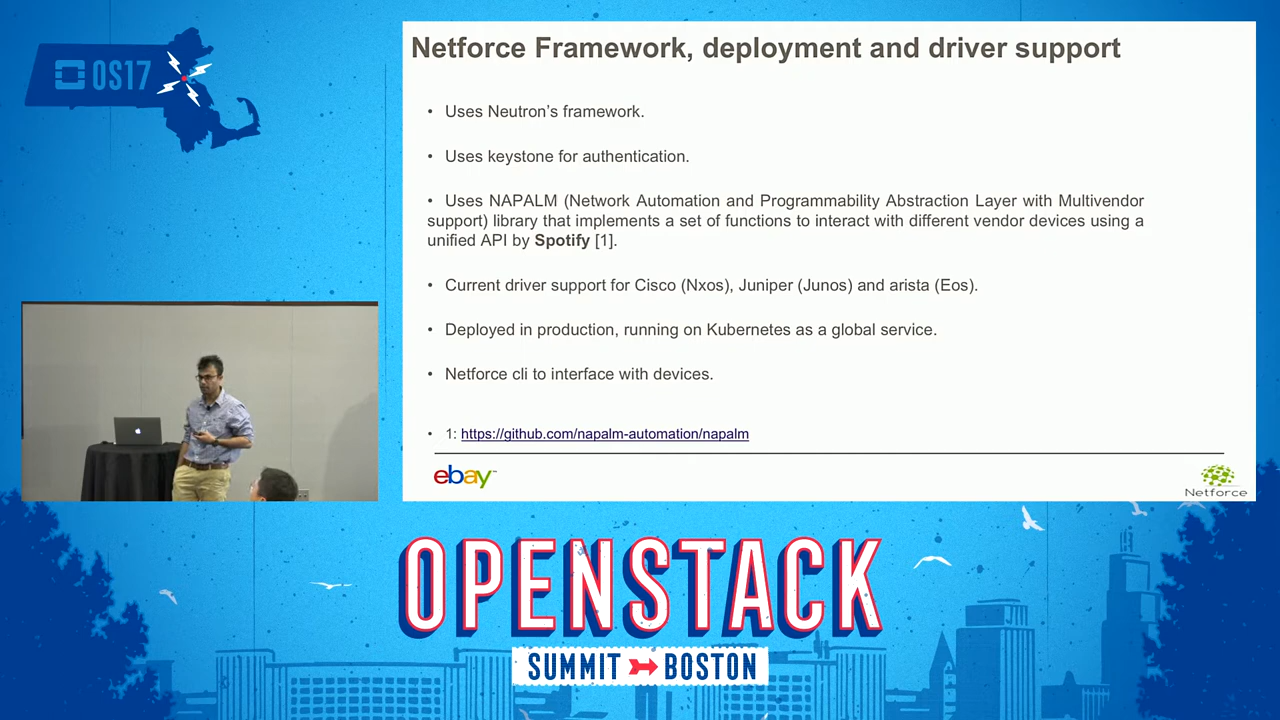 OS17
Netforce Framework, deployment and driver support
• Uses Neutron’s framework.
• Uses keystone for authentication.
• Uses NAPALM (Network Automation and Programmability Abstraction Layer with Multivendor
support) library that implements a set of functions to interact with different vendor devices using a
unified API by Spotify [1].
• Current driver support for Cisco (Nxos), Juniper (Junos) and arista (Eos).
• Deployed in production, running on Kubernetes as a global service.
• Netforce cli to interface with devices.
• 1: https://github.com/napalm-automation/napalm
ebay™
Netforce
OPENSTACK
SUMMIT BOSTON